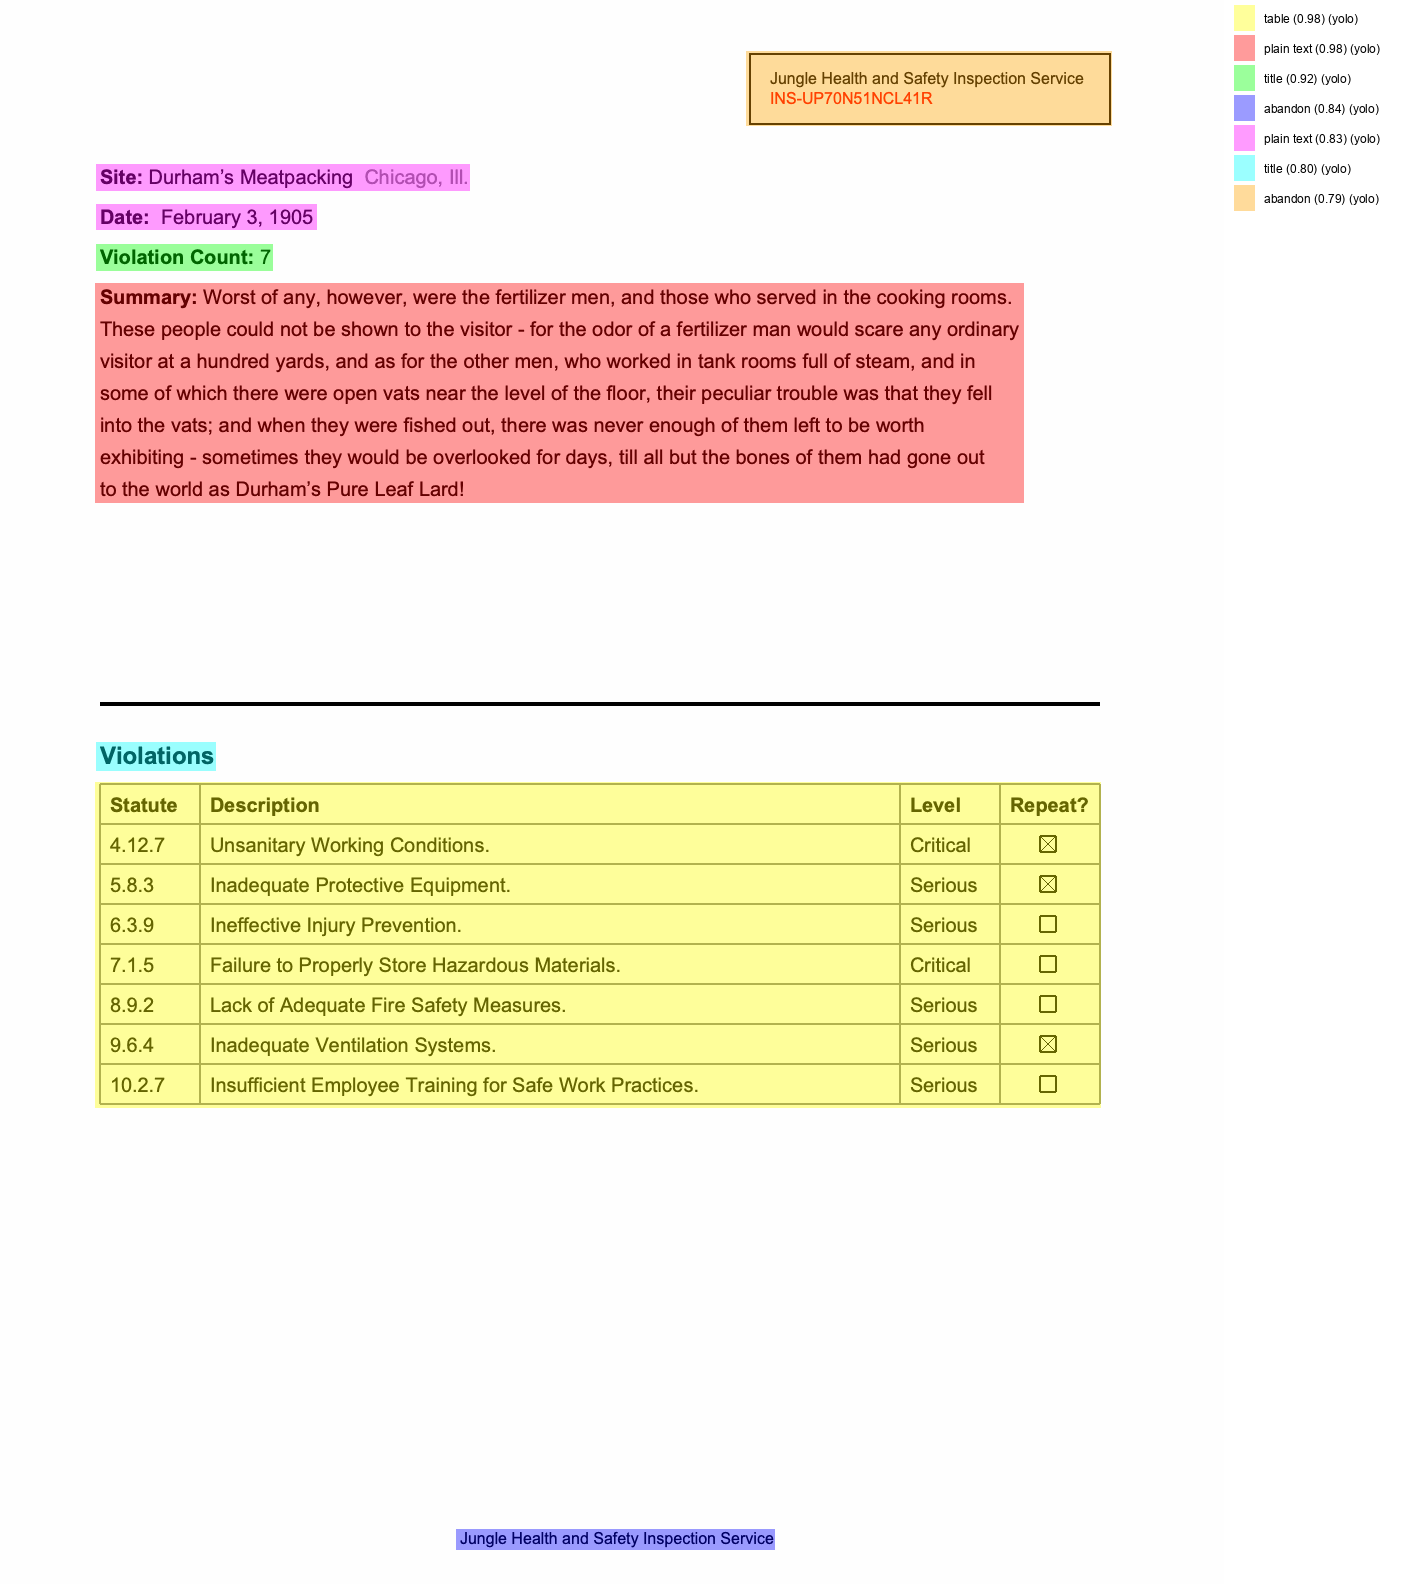 Jungle Health and Safety Inspection Service
INS-UP70N51NCL41R
Site: Durham’s Meatpacking Chicago, Ill.
Date: February 3, 1905
Violation Count: 7
Summary: Worst of any, however, were the fertilizer men, and those who served in the cooking rooms.
These people could not be shown to the visitor - for the odor of a fertilizer man would scare any ordinary
visitor at a hundred yards, and as for the other men, who worked in tank rooms full of steam, and in
some of which there were open vats near the level of the floor, their peculiar trouble was that they fell
into the vats; and when they were fished out, there was never enough of them left to be worth
exhibiting - sometimes they would be overlooked for days, till all but the bones of them had gone out
to the world as Durham’s Pure Leaf Lard!
Violations
Statute Description Level Repeat?
4.12.7 Unsanitary Working Conditions. Critical
5.8.3 Inadequate Protective Equipment. Serious
6.3.9 Ineffective Injury Prevention. Serious
7.1.5 Failure to Properly Store Hazardous Materials. Critical
8.9.2 Lack of Adequate Fire Safety Measures. Serious
9.6.4 Inadequate Ventilation Systems. Serious
10.2.7 Insufficient Employee Training for Safe Work Practices. Serious
Jungle Health and Safety Inspection Service
table (0.98) (yolo)
plain text (0.98) (yolo)
title (0.92) (yolo)
abandon (0.84) (yolo)
plain text (0.83) (yolo)
title (0.80) (yolo)
abandon (0.79) (yolo)